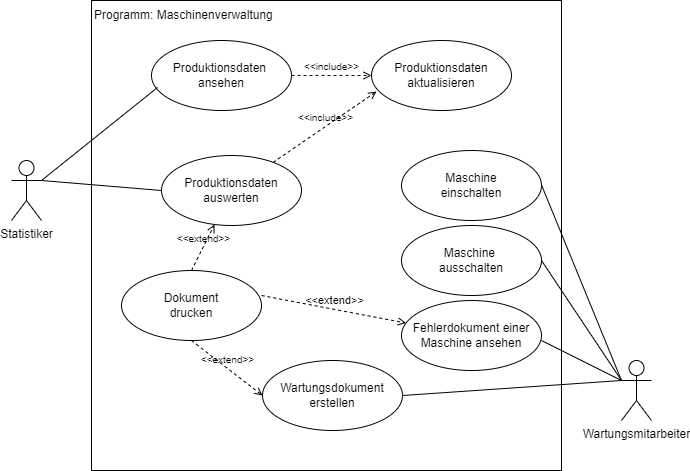 Programm: Maschinenverwaltung
Produktionsdaten
ansehen
<<include>>
Produktionsdaten
aktualisieren
<<include>>
Produktionsdaten
auswerten
Maschine
einschalten
Statistiker
<<extend>>
Maschine
ausschalten
Dokument
drucken
<<extend>>
Fehlerdokument einer
Maschine ansehen
<<extend>>
Wartungsdokument
erstellen
Wartungsmitarbeiter